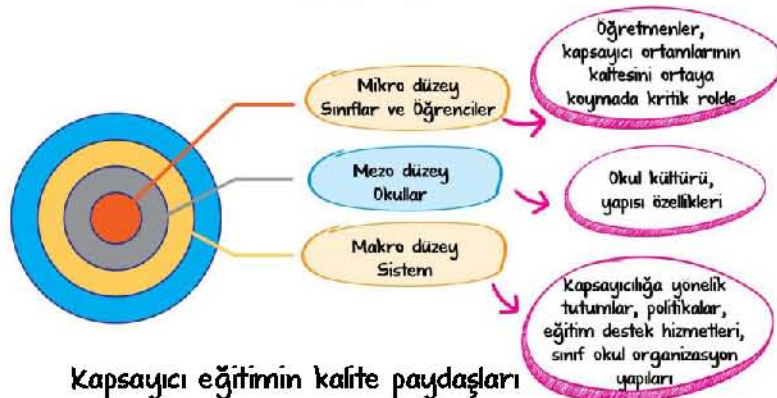 Mikro düzey
Sınıflar ve Öğrenciler
Öğretmenler,
kapsayıcı ortamlarının
kaltesini ortaya
koymada kritik rolde
Mezo düzey
Okullar
Okul kültürü,
yapısı özellikleri
Makro düzey
Sistem
Kapsayıcılığa yönelik
tutumlar, politikalar,
eğitim destek hizmetleri,
sınıf okul organizasyon
yapıları
Kapsayıcı eğitimin kalite paydaşları